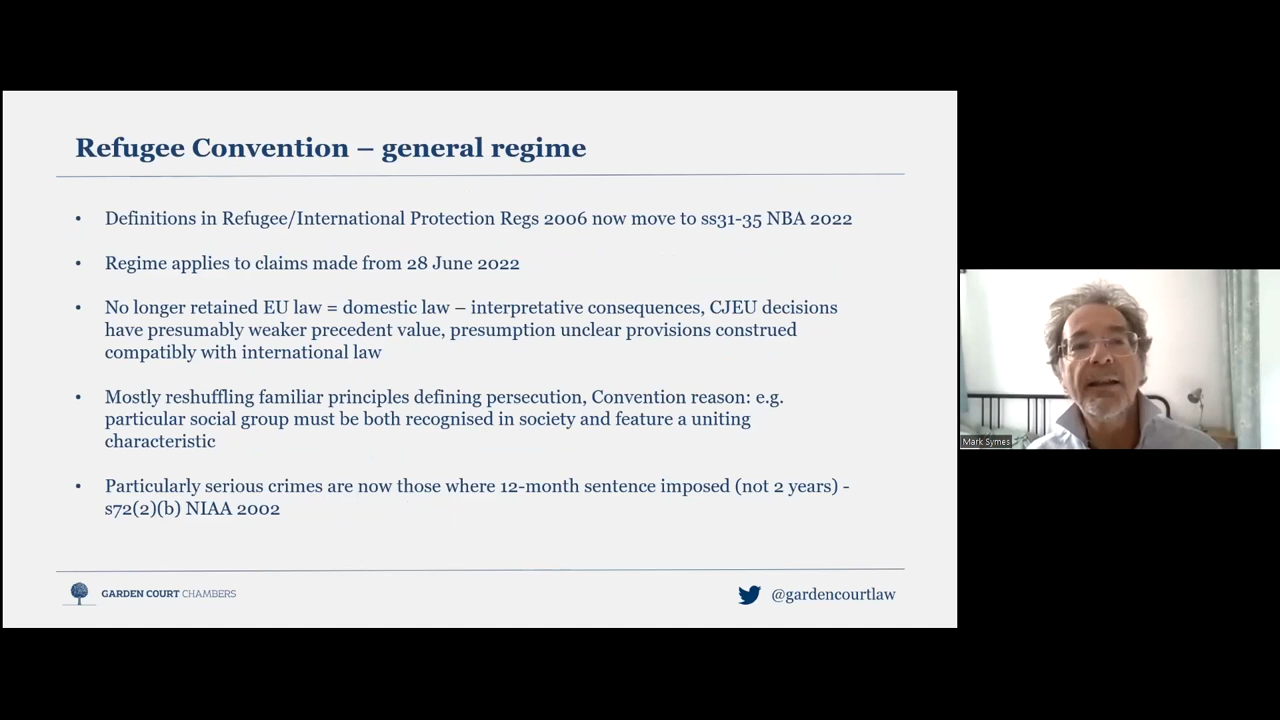 Refugee Convention – general regime
• Definitions in Refugee/International Protection Regs 2006 now move to ss31-35 NBA 2022
• Regime applies to claims made from 28 June 2022
• No longer retained EU law = domestic law – interpretative consequences, CJEU decisions
have presumably weaker precedent value, presumption unclear provisions construed
compatibly with international law
• Mostly reshuffling familiar principles defining persecution, Convention reason: e.g.
particular social group must be both recognised in society and feature a uniting
characteristic
• Particularly serious crimes are now those where 12-month sentence imposed (not 2 years) -
s72(2)(b) NIAA 2002
GARDEN COURT CHAMBERS
@gardencourtlaw
Mark Symes